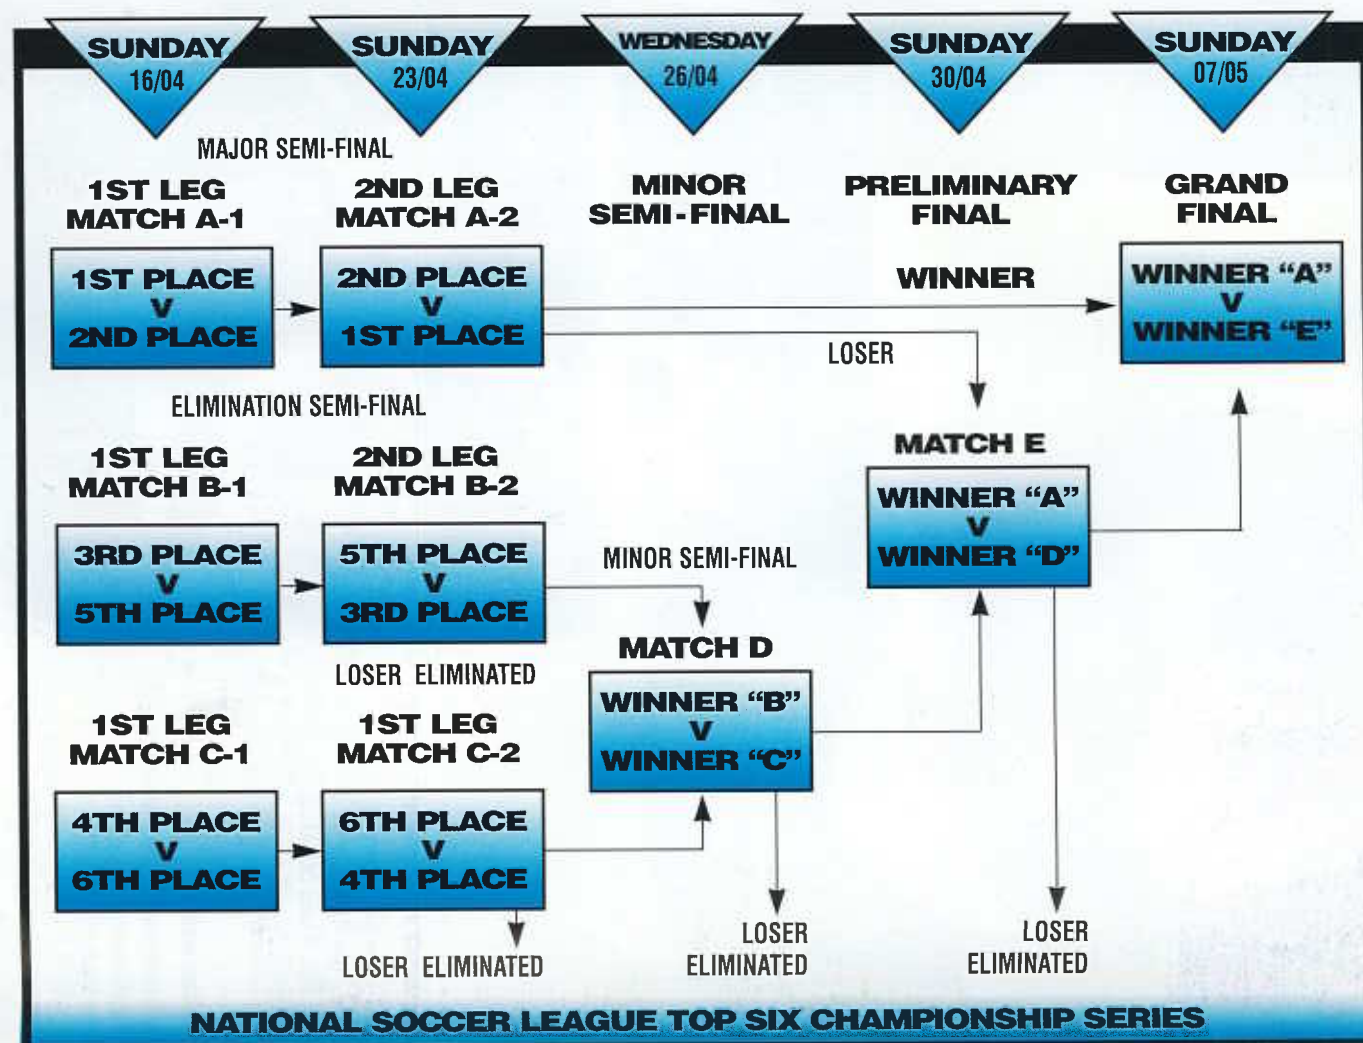 SUNDAY
16/04
SUNDAY
23/04
WEDNESDAY
26/04
SUNDAY
30/04
SUNDAY
07/05
MAJOR SEMI-FINAL
1ST LEG
MATCH A-1
2ND LEG
MATCH A-2
MINOR
SEMI-FINAL
PRELIMINARY
FINAL
GRAND
FINAL
1ST PLACE
V
2ND PLACE
2ND PLACE
V
1ST PLACE
WINNER
WINNER “A”
V
WINNER “E”
LOSER
ELIMINATION SEMI-FINAL
1ST LEG
MATCH B-1
2ND LEG
MATCH B-2
MATCH E
WINNER “A”
V
WINNER “D”
3RD PLACE
V
5TH PLACE
5TH PLACE
V
3RD PLACE
MINOR SEMI-FINAL
LOSER ELIMINATED
MATCH D
WINNER “B”
V
WINNER “C”
1ST LEG
MATCH C-1
1ST LEG
MATCH C-2
4TH PLACE
V
6TH PLACE
6TH PLACE
V
4TH PLACE
LOSER ELIMINATED
LOSER
ELIMINATED
LOSER
ELIMINATED
NATIONAL SOCCER LEAGUE TOP SIX CHAMPIONSHIP SERIES